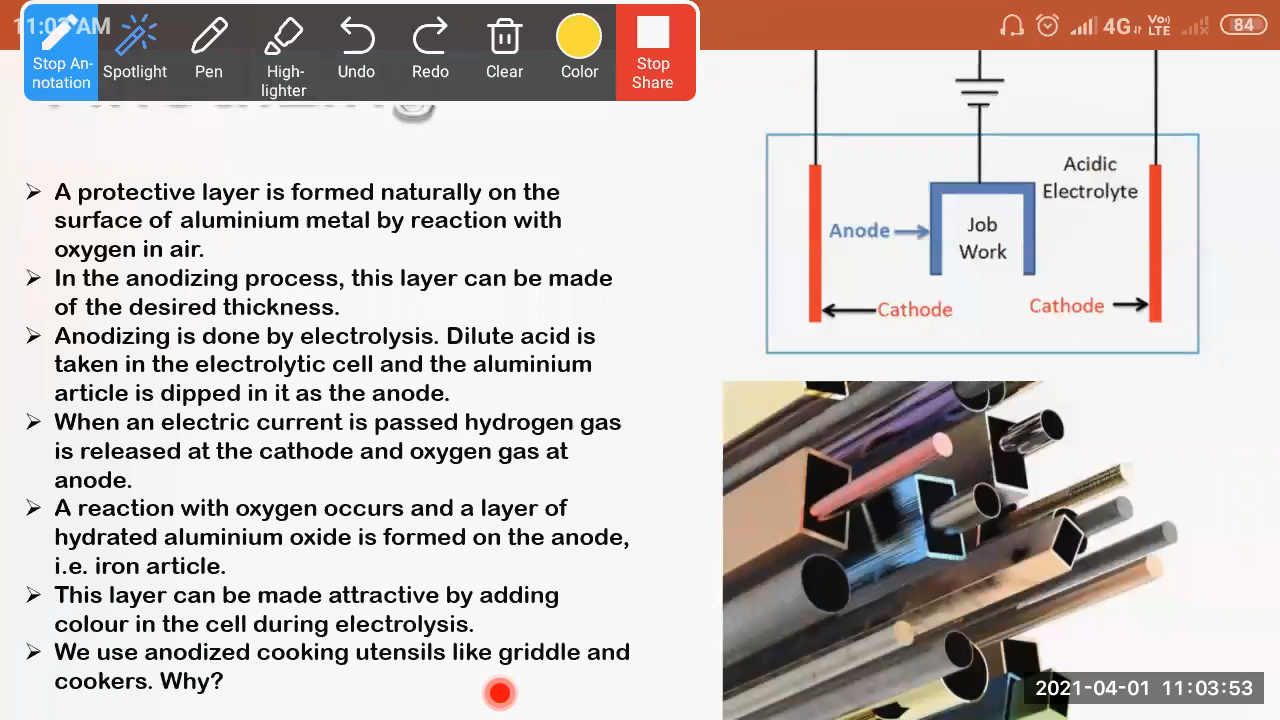 11:03 AM
Stop An-
notation
Spotlight
Pen
High-
lighter
Undo
Redo
Clear
Color
Stop
Share
4G
Vo))
LTE
84
➢ A protective layer is formed naturally on the
surface of aluminium metal by reaction with
oxygen in air.
➢ In the anodizing process, this layer can be made
of the desired thickness.
➢ Anodizing is done by electrolysis. Dilute acid is
taken in the electrolytic cell and the aluminium
article is dipped in it as the anode.
➢ When an electric current is passed hydrogen gas
is released at the cathode and oxygen gas at
anode.
➢ A reaction with oxygen occurs and a layer of
hydrated aluminium oxide is formed on the anode,
i.e. iron article.
➢ This layer can be made attractive by adding
colour in the cell during electrolysis.
➢ We use anodized cooking utensils like griddle and
cookers. Why?
Acidic
Electrolyte
Anode
Job
Work
Cathode
Cathode
2021-04-01 11:03:53